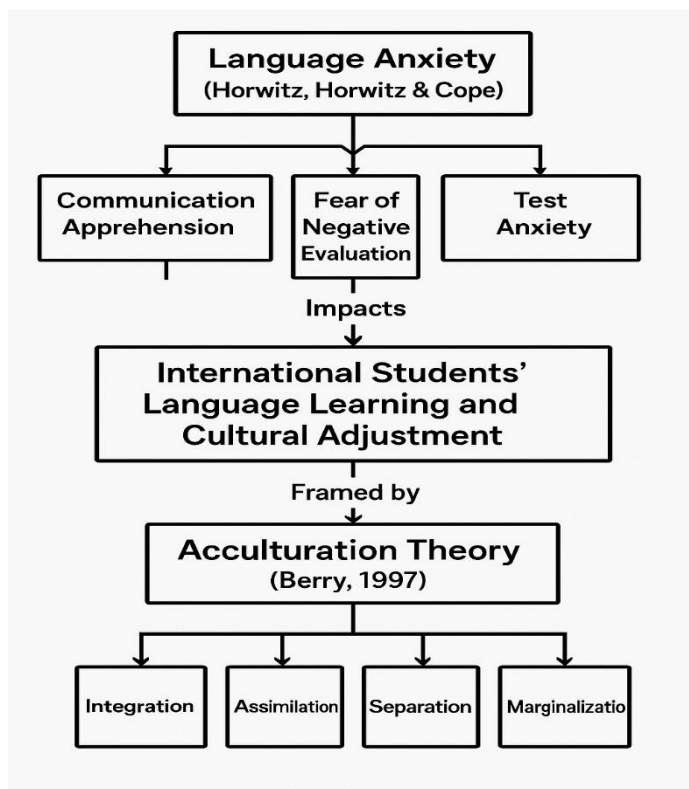 Language Anxiety
(Horwitz, Horwitz & Cope)
Communication
Apprehension
Fear of
Negative
Evaluation
Test
Anxiety
Impacts
International Students’
Language Learning and
Cultural Adjustment
Framed by
Acculturation Theory
(Berry, 1997)
Integration
Assimilation
Separation
Marginalizatio